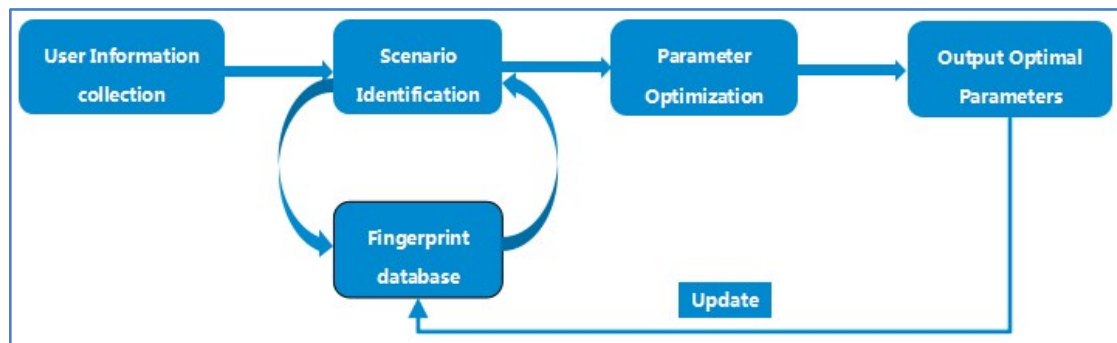 User Information
collection
Scenario
Identification
Parameter
Optimization
Output Optimal
Parameters
Fingerprint
database
Update